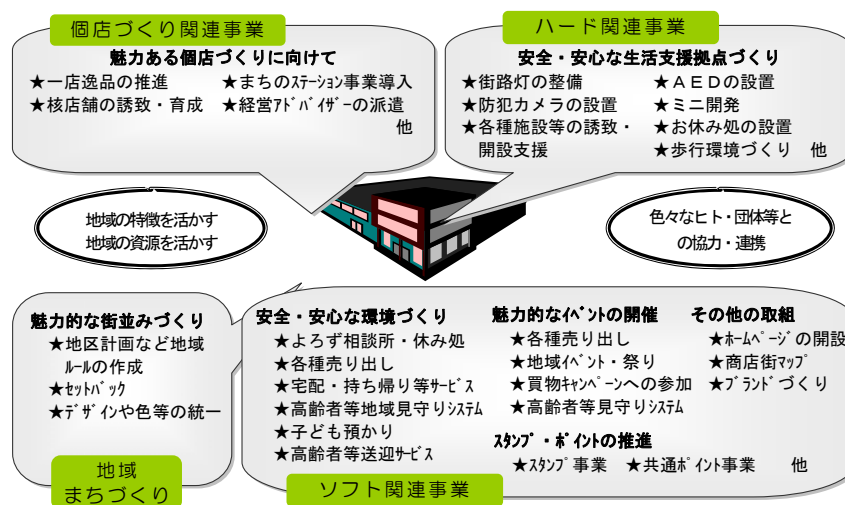 個店づくり関連事業
魅力ある個店づくりに向けて
★一店逸品の推進　★まちのｽﾃｰｼｮﾝ事業導入
★核店舗の誘致・育成　★経営ｱﾄﾞﾊﾞｲｻﾞｰの派遣
他
ハード関連事業
安全・安心な生活支援拠点づくり
★街路灯の整備　★ＡＥＤの設置
★防犯カメラの設置　★ミニ開発
★各種施設等の誘致・　★お休み処の設置
開設支援　★歩行環境づくり　他
地域の特徴を活かす
地域の資源を活かす
色々なヒト・団体等と
の協力・連携
魅力的な街並みづくり
★地区計画など地域
ﾙｰﾙの作成
★ｾｯﾄﾊﾞｯｸ
★ﾃﾞｻﾞｲﾝや色等の統一
地域
まちづくり
安全・安心な環境づくり
★よろず相談所・休み処
★各種売り出し
★宅配・持ち帰り等ｻｰﾋﾞｽ
★高齢者等地域見守りｼｽﾃﾑ
★子ども預かり
★高齢者等送迎ｻｰﾋﾞｽ
魅力的なｲﾍﾞﾝﾄの開催
★各種売り出し
★地域ｲﾍﾞﾝﾄ・祭り
★買物ｷｬﾝﾍﾟｰﾝへの参加
★高齢者等見守りｼｽﾃﾑ
その他の取組
★ﾎｰﾑﾍﾟｰｼﾞの開設
★商店街ﾏｯﾌﾟ
★ﾌﾞﾗﾝﾄﾞづくり
ｽﾀﾝﾌﾟ・ﾎﾟｲﾝﾄの推進
★ｽﾀﾝﾌﾟ事業　★共通ﾎﾟｲﾝﾄ事業　他
ソフト関連事業